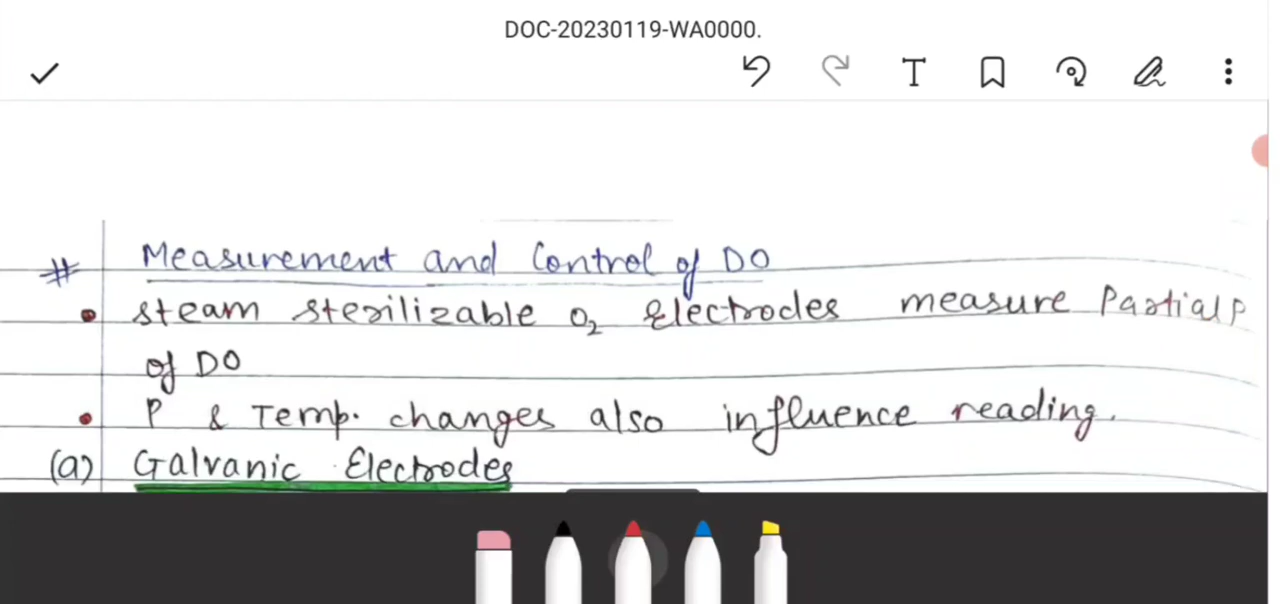 DOC-20230119-WA0000.
# Measurement and Control of DO
• steam sterilizable O₂ Electrodes measure Partial P
of DO
• P & Temp. changes also influence reading.
(a) Galvanic Electrodes